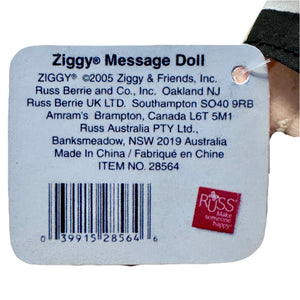 Ziggy® Message Doll
ZIGGY® ©2005 Ziggy & Friends, Inc.
Russ Berrie and Co., Inc. Oakland NJ
Russ Berrie UK LTD. Southampton SO40 9RB
Amram's Brampton, Canada L6T 5M1
Russ Australia PTY Ltd.,
Banksmeadow, NSW 2019 Australia
Made In China / Fabriqué en Chine
ITEM NO. 28564
RUSS®
Make
someone
happy®
0 39915 28564 6